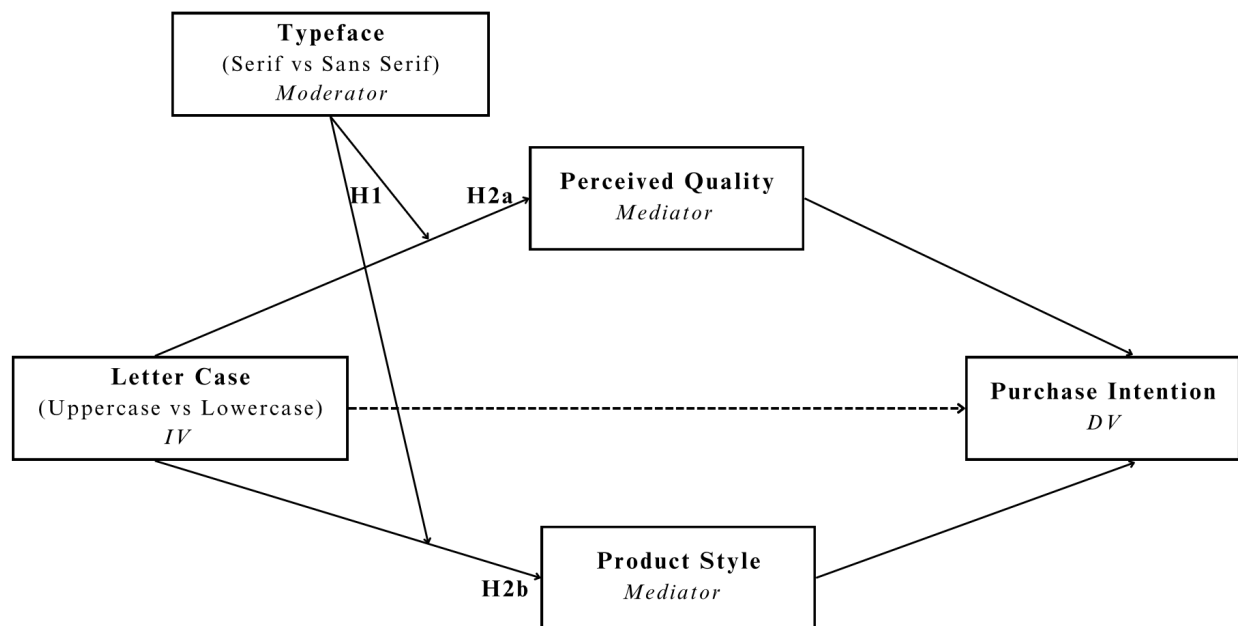 Typeface
(Serif vs Sans Serif)
Moderator
H1
H2a
Perceived Quality
Mediator
Letter Case
(Uppercase vs Lowercase)
IV
Purchase Intention
DV
H2b
Product Style
Mediator